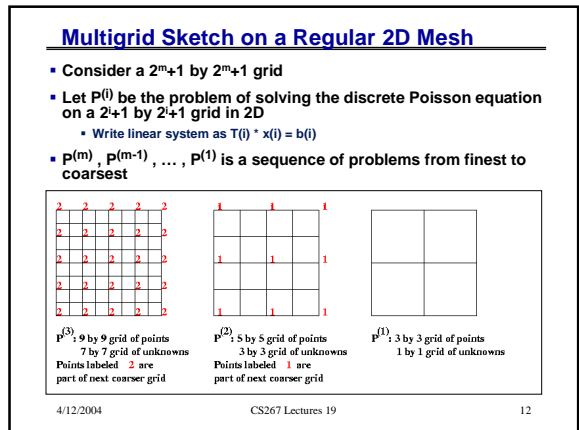 Multigrid Sketch on a Regular 2D Mesh
▪ Consider a 2ᵐ+1 by 2ᵐ+1 grid
▪ Let P⁽ⁱ⁾ be the problem of solving the discrete Poisson equation
on a 2ⁱ+1 by 2ⁱ+1 grid in 2D
▪ Write linear system as T(i) * x(i) = b(i)
▪ P⁽ᵐ⁾ , P⁽ᵐ⁻¹⁾ , … , P⁽¹⁾ is a sequence of problems from finest to
coarsest
2 2 2 2 2
2 2 2 2 2
2 2 2 2 2
2 2 2 2 2
2 2 2 2 2
P⁽³⁾: 9 by 9 grid of points
7 by 7 grid of unknowns
Points labeled 2 are
part of next coarser grid
1 1 1
1 1 1
1 1 1
P⁽²⁾: 5 by 5 grid of points
3 by 3 grid of unknowns
Points labeled 1 are
part of next coarser grid
P⁽¹⁾: 3 by 3 grid of points
1 by 1 grid of unknowns
4/12/2004 CS267 Lectures 19 12